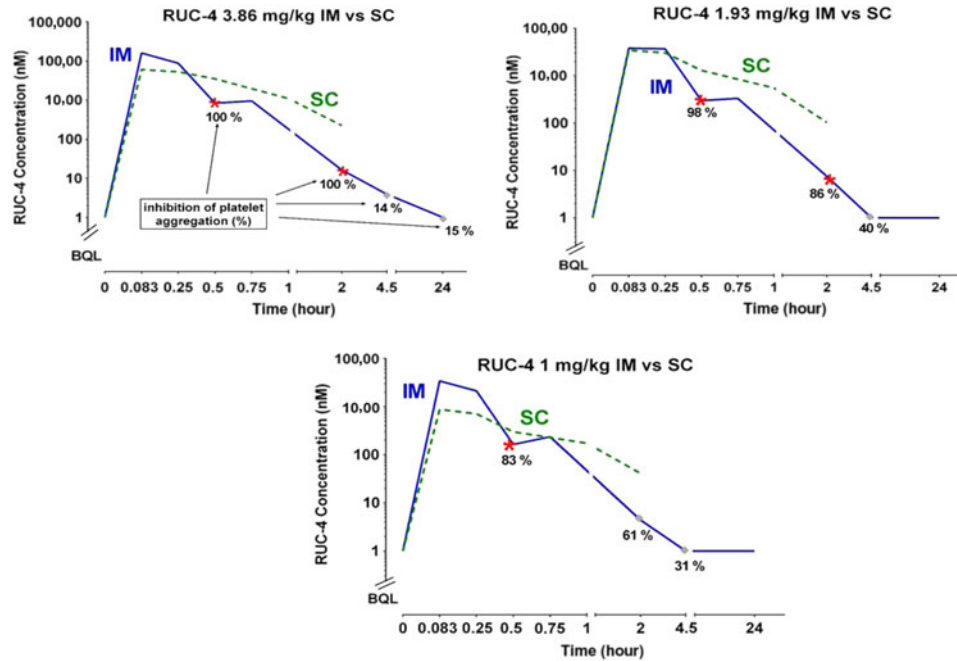 RUC-4 3.86 mg/kg IM vs SC
100,000
100,00
10,00
100
10
1
BQL
RUC-4 Concentration (nM)
IM
SC
100 %
100 %
14 %
15 %
inhibition of platelet
aggregation (%)
0 0.083 0.25 0.5 0.75 1 2 4.5 24
Time (hour)
RUC-4 1.93 mg/kg IM vs SC
100,00
10,00
100
10
1
BQL
RUC-4 Concentration (nM)
IM
SC
98 %
86 %
40 %
0 0.083 0.25 0.5 0.75 1 2 4.5 24
Time (hour)
RUC-4 1 mg/kg IM vs SC
100,00
10,00
100
10
1
BQL
RUC-4 Concentration (nM)
IM
SC
83 %
61 %
31 %
0 0.083 0.25 0.5 0.75 1 2 4.5 24
Time (hour)